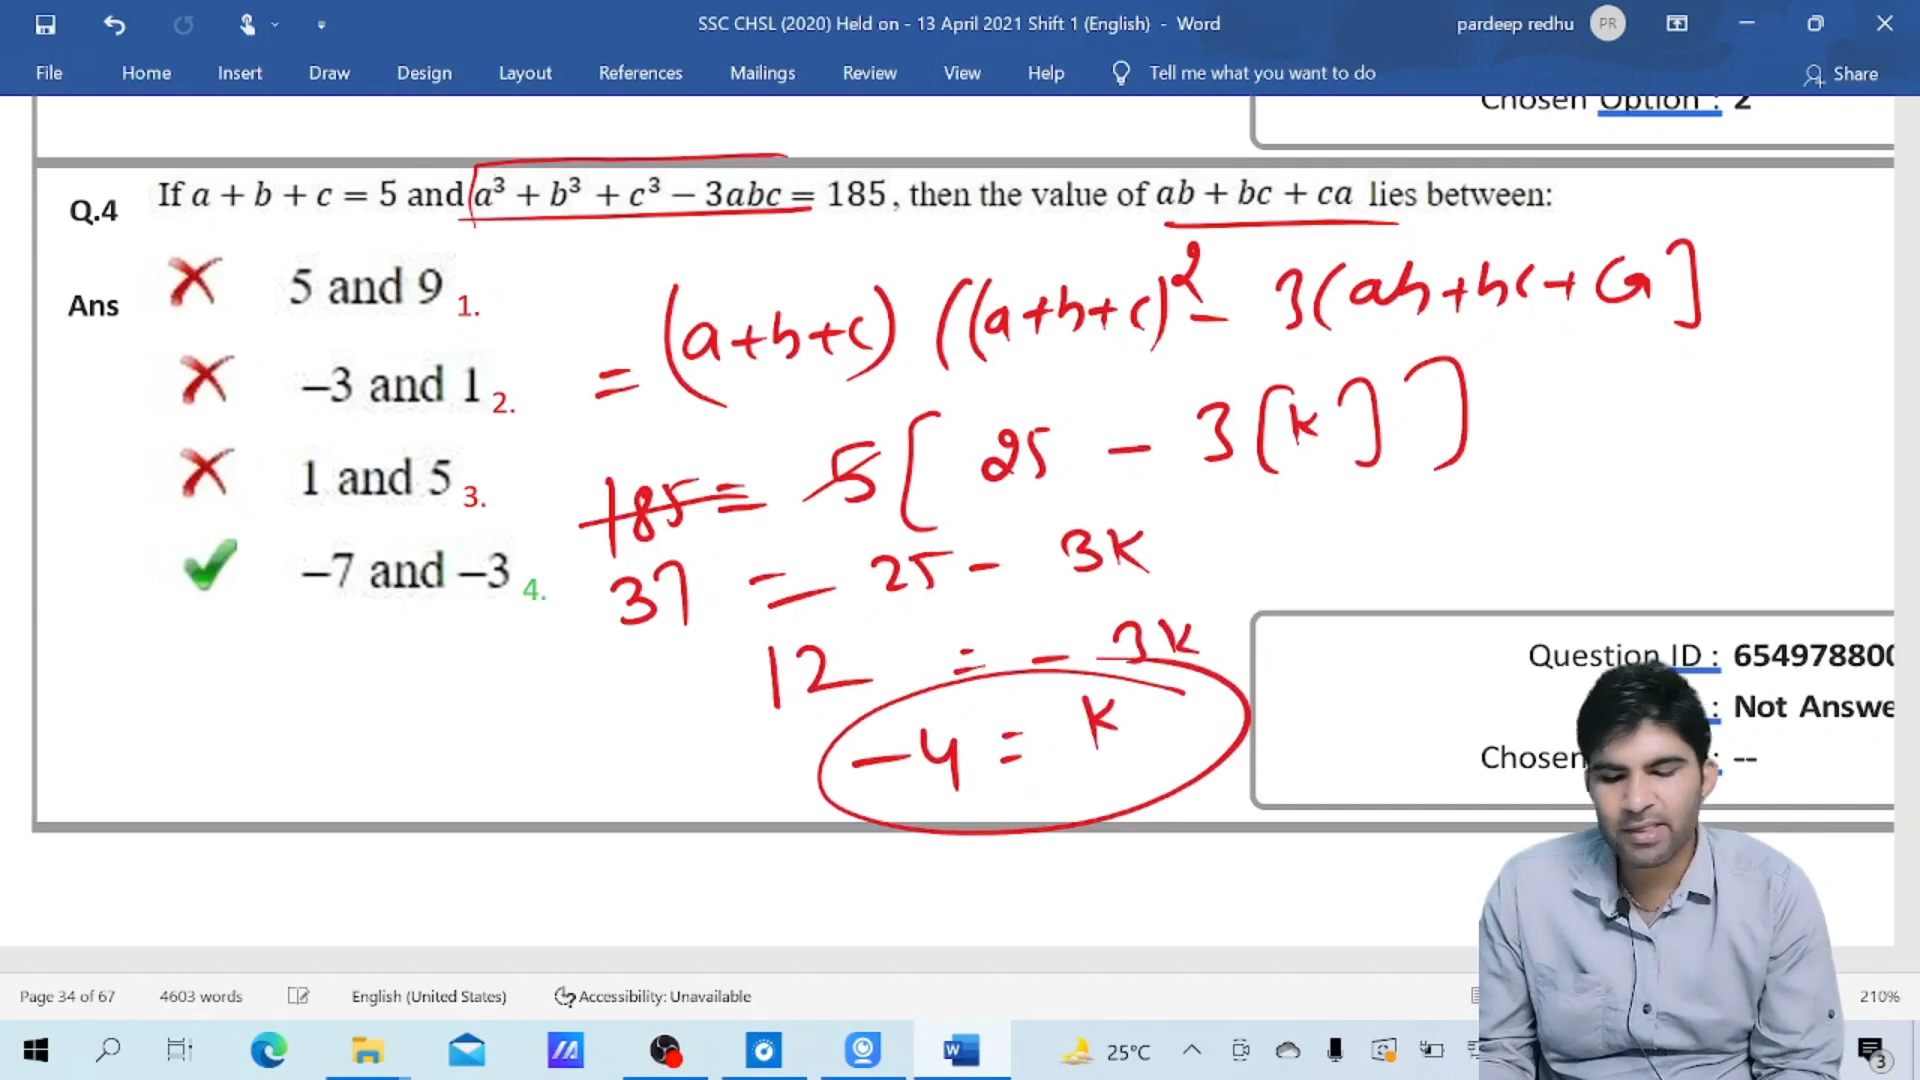 SSC CHSL (2020) Held on - 13 April 2021 Shift 1 (English) - Word
pardeep redhu PR
File Home Insert Draw Design Layout References Mailings Review View Help Tell me what you want to do Share
Chosen Option : 2
Q.4 If a + b + c = 5 and a³ + b³ + c³ − 3abc = 185, then the value of ab + bc + ca lies between:
Ans 5 and 9 1.
–3 and 1 2.
1 and 5 3.
–7 and –3 4.
= (a+b+c) ((a+b+c)² - 3(ab+bc+ca]
185 = 5[25 - 3[k]]
37 = 25 - 3k
12 = - 3k
-4 = k
Question ID : 654978800
: Not Answe
Chosen : --
Page 34 of 67 4603 words English (United States) Accessibility: Unavailable 210%
W 25°C 3